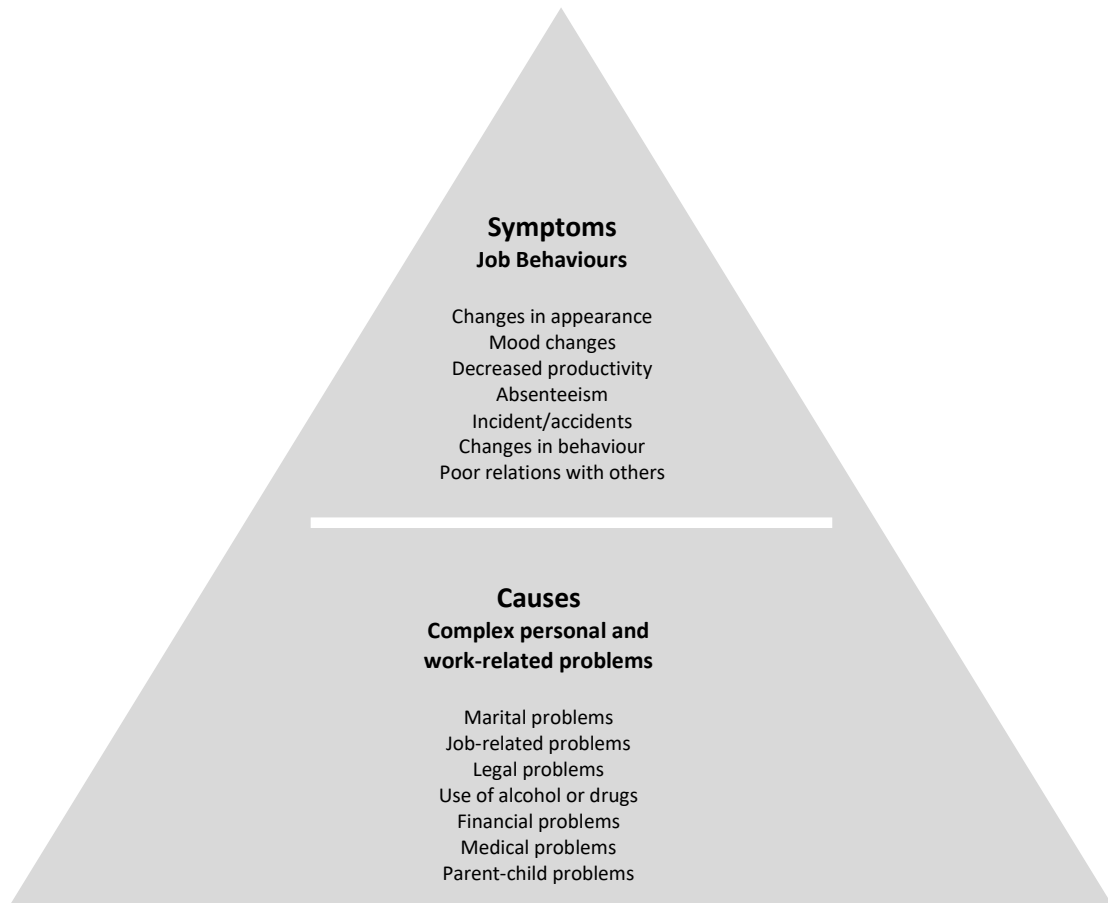 Symptoms
Job Behaviours
Changes in appearance
Mood changes
Decreased productivity
Absenteeism
Incident/accidents
Changes in behaviour
Poor relations with others
Causes
Complex personal and
work-related problems
Marital problems
Job-related problems
Legal problems
Use of alcohol or drugs
Financial problems
Medical problems
Parent-child problems